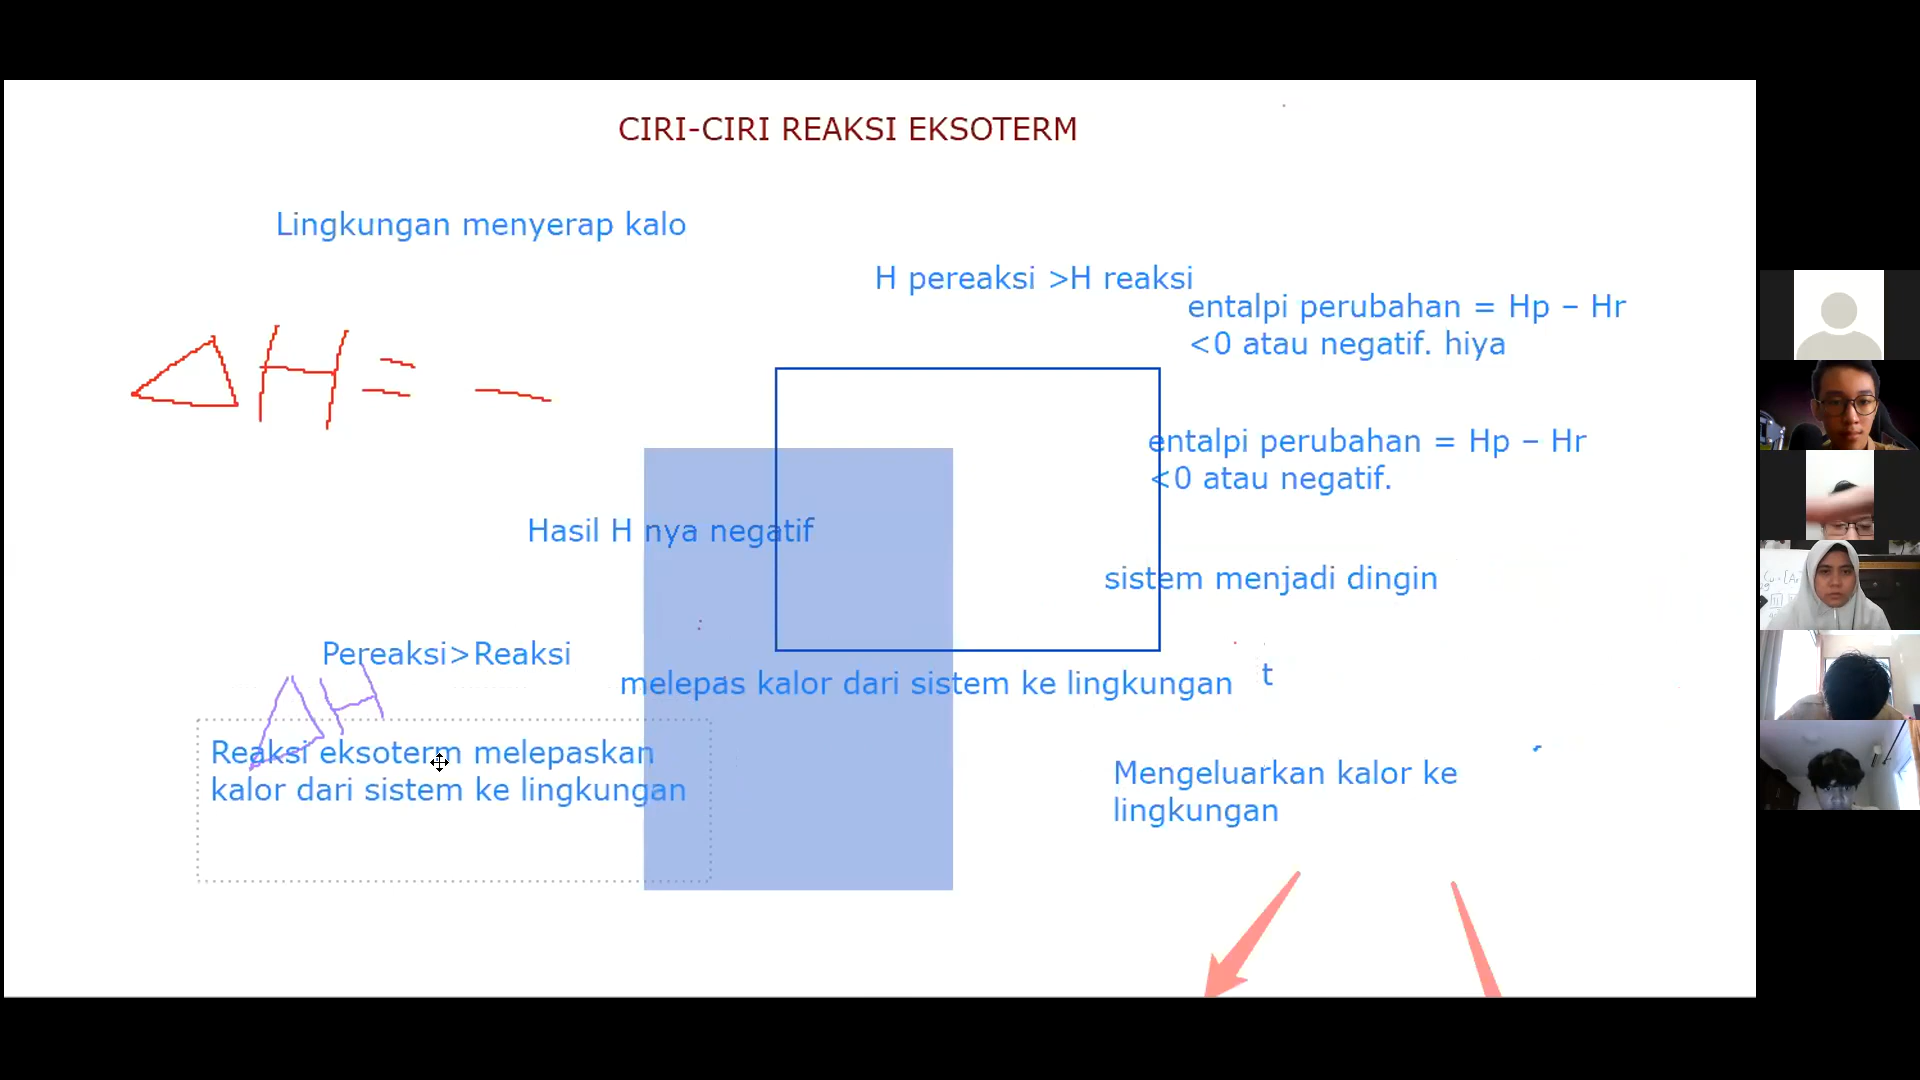 CIRI-CIRI REAKSI EKSOTERM
Lingkungan menyerap kalo
H pereaksi >H reaksi
entalpi perubahan = Hp – Hr
<0 atau negatif. hiya
ΔH = –
entalpi perubahan = Hp – Hr
<0 atau negatif.
Hasil H nya negatif
sistem menjadi dingin
Pereaksi>Reaksi
melepas kalor dari sistem ke lingkungan
t
ΔH
Reaksi eksoterm melepaskan
kalor dari sistem ke lingkungan
Mengeluarkan kalor ke
lingkungan